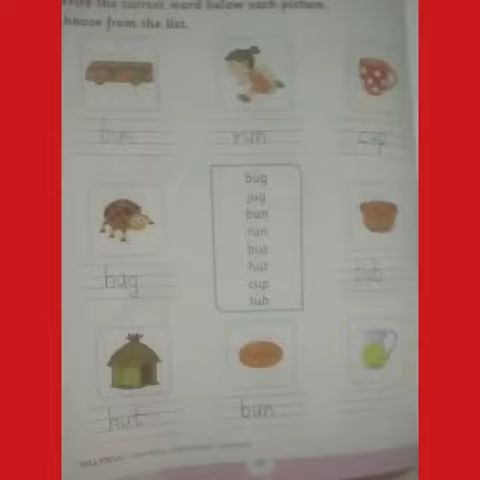 the correct word below each picture.
hoose from the list.
bus run cup
bug
jug
bun
run
bus
hut
cup
tub
bug tub
hut bun